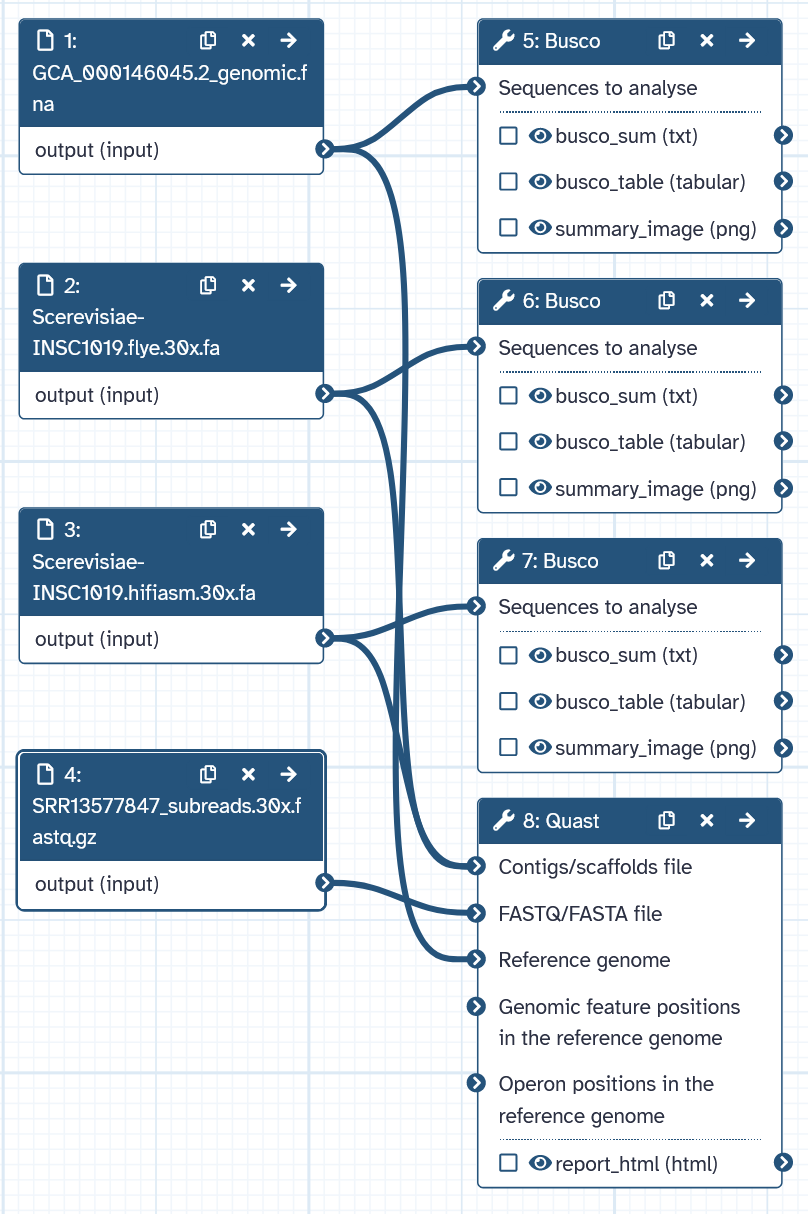 1:
GCA_000146045.2_genomic.f
na
output (input)
2:
Scerevisiae-
INSC1019.flye.30x.fa
output (input)
3:
Scerevisiae-
INSC1019.hifiasm.30x.fa
output (input)
4:
SRR13577847_subreads.30x.f
astq.gz
output (input)
5: Busco
Sequences to analyse
busco_sum (txt)
busco_table (tabular)
summary_image (png)
6: Busco
Sequences to analyse
busco_sum (txt)
busco_table (tabular)
summary_image (png)
7: Busco
Sequences to analyse
busco_sum (txt)
busco_table (tabular)
summary_image (png)
8: Quast
Contigs/scaffolds file
FASTQ/FASTA file
Reference genome
Genomic feature positions
in the reference genome
Operon positions in the
reference genome
report_html (html)